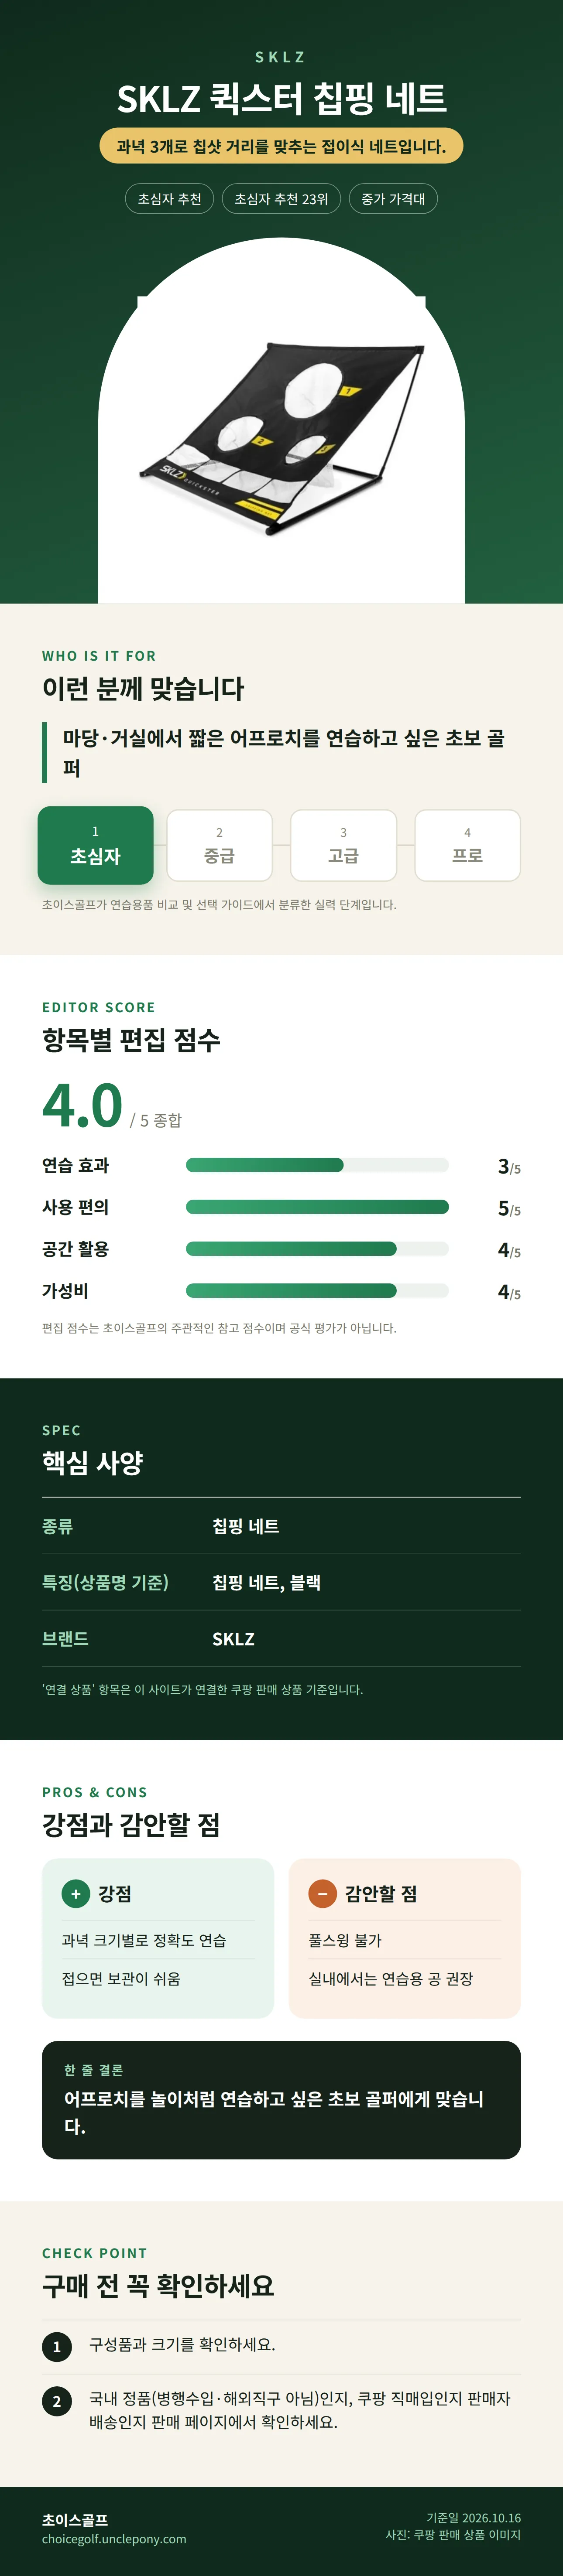 SKLZ
SKLZ 퀵스터 칩핑 네트
과녁 3개로 칩샷 거리를 맞추는 접이식 네트입니다.
초심자 추천
초심자 추천 23위
중가 가격대
1
2
3
SKLZ QUICKSTER
WHO IS IT FOR
이런 분께 맞습니다
마당·거실에서 짧은 어프로치를 연습하고 싶은 초보 골
퍼
1
초심자
2
중급
3
고급
4
프로
초이스골프가 연습용품 비교 및 선택 가이드에서 분류한 실력 단계입니다.
EDITOR SCORE
항목별 편집 점수
4.0 / 5 종합
연습 효과 3/5
사용 편의 5/5
공간 활용 4/5
가성비 4/5
편집 점수는 초이스골프의 주관적인 참고 점수이며 공식 평가가 아닙니다.
SPEC
핵심 사양
종류 칩핑 네트
특징(상품명 기준) 칩핑 네트, 블랙
브랜드 SKLZ
'연결 상품' 항목은 이 사이트가 연결한 쿠팡 판매 상품 기준입니다.
PROS & CONS
강점과 감안할 점
+ 강점
과녁 크기별로 정확도 연습
접으면 보관이 쉬움
− 감안할 점
풀스윙 불가
실내에서는 연습용 공 권장
한 줄 결론
어프로치를 놀이처럼 연습하고 싶은 초보 골퍼에게 맞습니
다.
CHECK POINT
구매 전 꼭 확인하세요
1 구성품과 크기를 확인하세요.
2 국내 정품(병행수입·해외직구 아님)인지, 쿠팡 직매입인지 판매자
배송인지 판매 페이지에서 확인하세요.
초이스골프
choicegolf.unclepony.com
기준일 2026.10.16
사진: 쿠팡 판매 상품 이미지